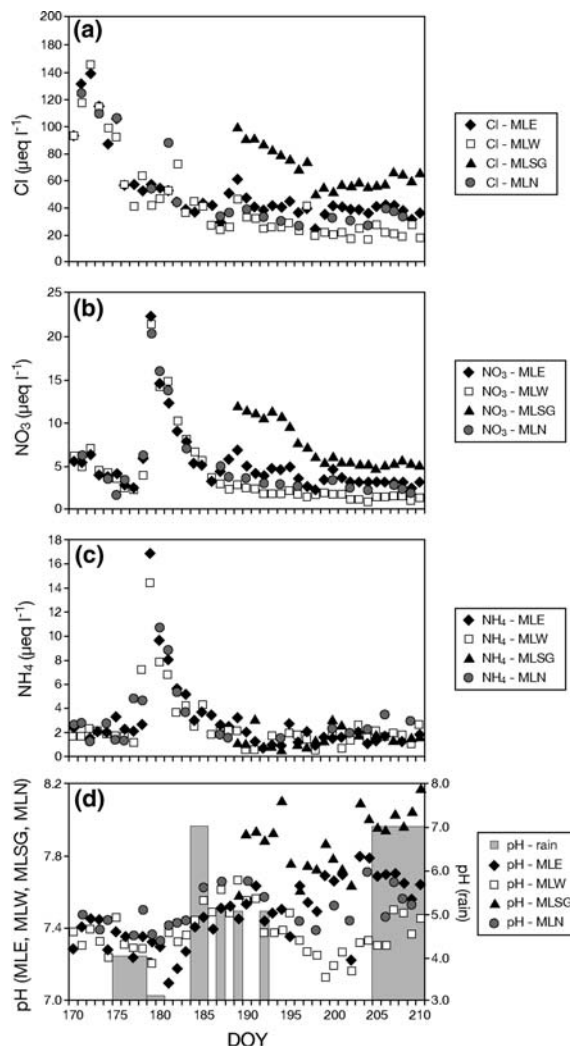 (a)
200
160
140
120
100
80
60
40
20
0
Cl (µeq l⁻¹)
Cl - MLE
Cl - MLW
Cl - MLSG
Cl - MLN
(b)
25
20
15
10
5
0
NO₃ (µeq l⁻¹)
NO₃ - MLE
NO₃ - MLW
NO₃ - MLSG
NO₃ - MLN
(c)
18
16
14
12
10
8
6
4
2
0
NH₄ (µeq l⁻¹)
NH₄ - MLE
NH₄ - MLW
NH₄ - MLSG
NH₄ - MLN
(d)
8.2
7.8
7.4
7.0
pH (MLE, MLW, MLSG, MLN)
8.0
7.0
6.0
5.0
4.0
3.0
pH (rain)
pH - rain
pH - MLE
pH - MLW
pH - MLSG
pH - MLN
170 175 180 185 190 195 200 205 210
DOY